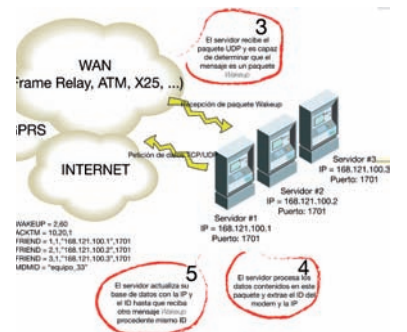 3
El servidor recibe el
paquete UDP y es capaz
de determinar que el
mensaje es un paquete
Wakeup
WAN
Frame Relay, ATM, X25, ...)
Recepción de paquete Wakeup
GPRS
Petición de datos TCP/UDP
INTERNET
Servidor #3
IP = 168.121.100.3
Puerto: 1701
Servidor #2
IP = 168.121.100.2
Puerto: 1701
Servidor #1
IP = 168.121.100.1
Puerto: 1701
WAKEUP = 2,60
ACKTM = 10,20,1
FRIEND = 1,1,"168.121.100.1",1701
FRIEND = 2,1,"168.121.100.2",1701
FRIEND = 3,1,"168.121.100.3",1701
MDMID = "equipo_33"
5
El servidor actualiza su
base de datos con la IP y
el ID hasta que reciba
otro mensaje Wakeup
procedente mismo ID
4
El servidor procesa los
datos contenidos en este
paquete y extrae el ID del
modem y la IP